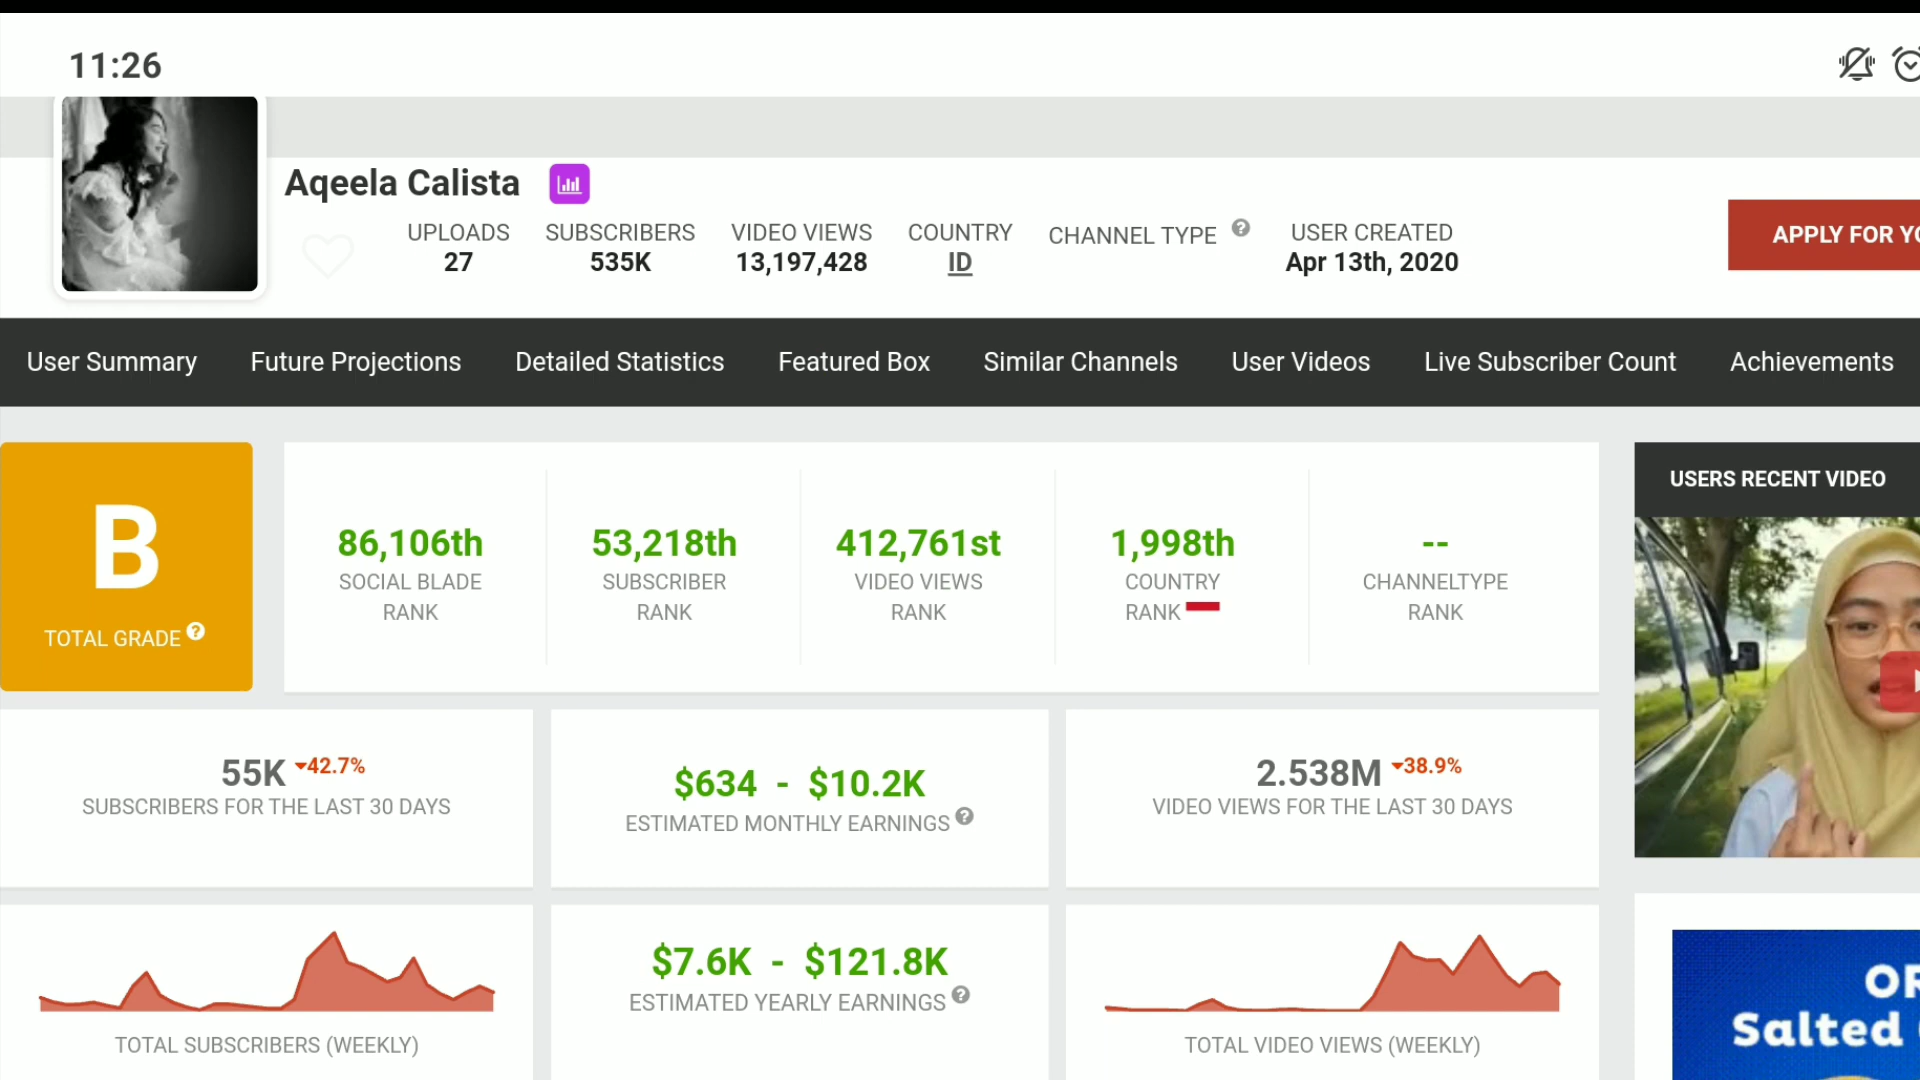 11:26
Aqeela Calista
UPLOADS
27
SUBSCRIBERS
535K
VIDEO VIEWS
13,197,428
COUNTRY
ID
CHANNEL TYPE ?
USER CREATED
Apr 13th, 2020
APPLY FOR YO
User Summary
Future Projections
Detailed Statistics
Featured Box
Similar Channels
User Videos
Live Subscriber Count
Achievements
B
TOTAL GRADE ?
86,106th
SOCIAL BLADE
RANK
53,218th
SUBSCRIBER
RANK
412,761st
VIDEO VIEWS
RANK
1,998th
COUNTRY
RANK
--
CHANNELTYPE
RANK
USERS RECENT VIDEO
55K 42.7%
SUBSCRIBERS FOR THE LAST 30 DAYS
$634 - $10.2K
ESTIMATED MONTHLY EARNINGS ?
2.538M 38.9%
VIDEO VIEWS FOR THE LAST 30 DAYS
TOTAL SUBSCRIBERS (WEEKLY)
$7.6K - $121.8K
ESTIMATED YEARLY EARNINGS ?
TOTAL VIDEO VIEWS (WEEKLY)
OR
Salted